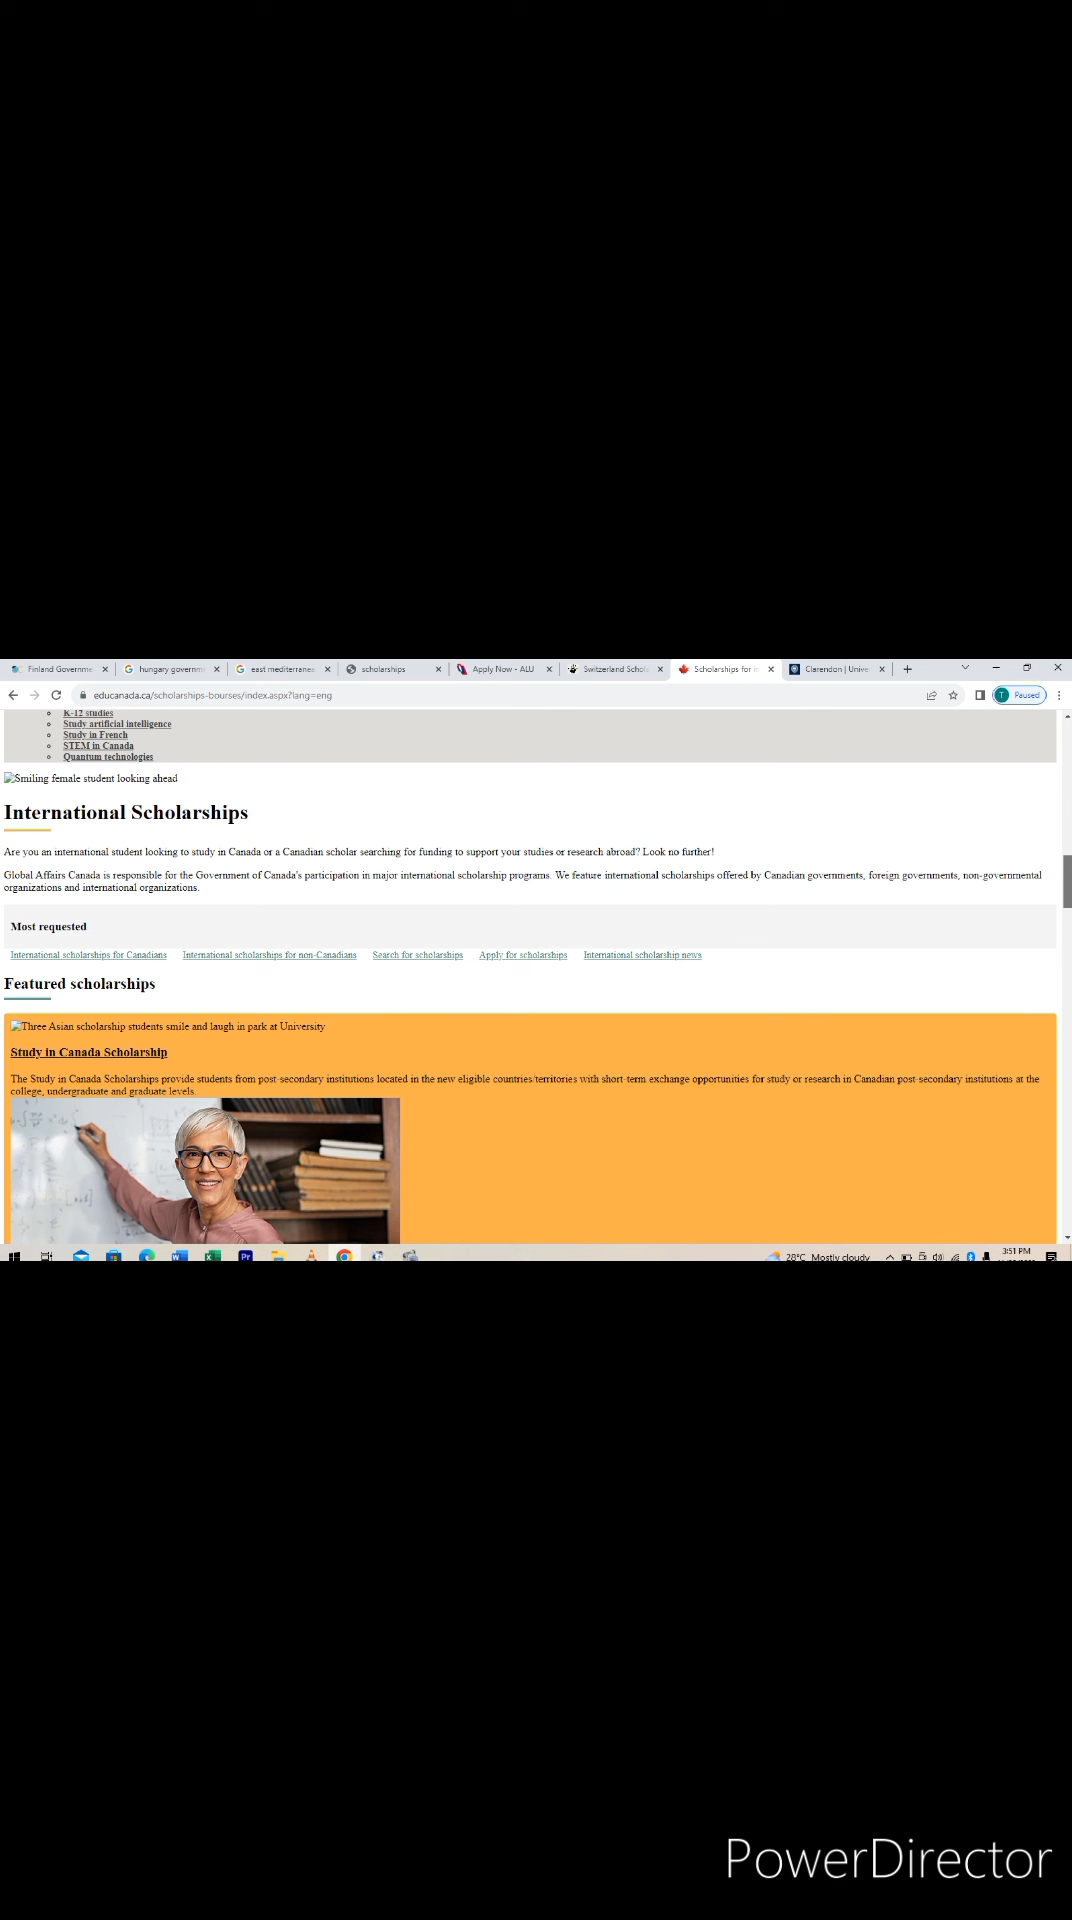 Finland Governme
hungary governm
east mediterranea
scholarships
Apply Now - ALU
Switzerland Schol
Scholarships for in
Clarendon | Univer
educanada.ca/scholarships-bourses/index.aspx?lang=eng
Paused
K-12 studies
Study artificial intelligence
Study in French
STEM in Canada
Quantum technologies
Smiling female student looking ahead
International Scholarships
Are you an international student looking to study in Canada or a Canadian scholar searching for funding to support your studies or research abroad? Look no further!
Global Affairs Canada is responsible for the Government of Canada's participation in major international scholarship programs. We feature international scholarships offered by Canadian governments, foreign governments, non-governmental
organizations and international organizations.
Most requested
International scholarships for Canadians International scholarships for non-Canadians Search for scholarships Apply for scholarships International scholarship news
Featured scholarships
Three Asian scholarship students smile and laugh in park at University
Study in Canada Scholarship
The Study in Canada Scholarships provide students from post-secondary institutions located in the new eligible countries/territories with short-term exchange opportunities for study or research in Canadian post-secondary institutions at the
college, undergraduate and graduate levels.
28°C Mostly cloudy
3:51 PM
PowerDirector